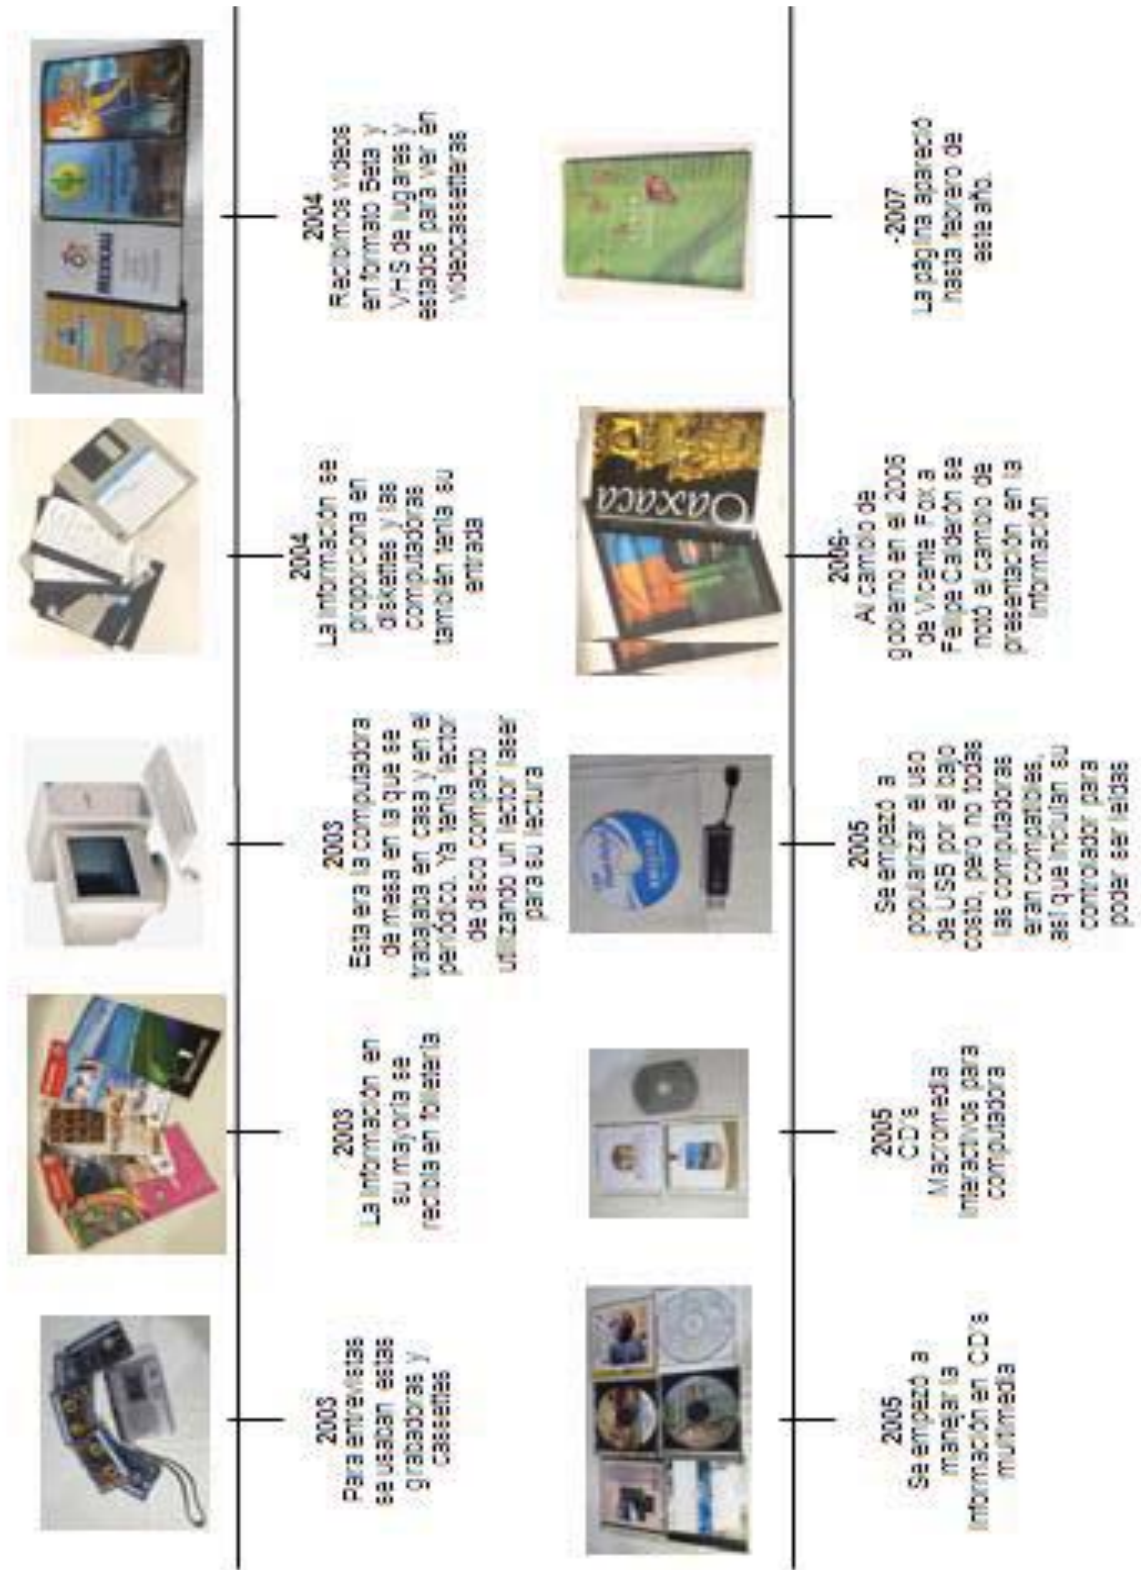 2003
Para entrevistas
se usaban estas
grabadoras y
cassettes
2003
La información en
su mayoría se
recibía en folletería
2003
Esta era la computadora
de mesa en la que se
trabajaba en casa y en el
periódico. Ya tenía lector
de disco compacto
utilizando un lector laser
para su lectura
2004
La información se
proporciona en
diskettes y las
computadoras
también tenía su
entrada
2004
Recibimos videos
en formato Beta y
VHS de lugares y
estados para ver en
videocassetteras
MEXICO
2005
Se empezó a
manejar la
información en CD´s
multimedia
2005
CD´s
Macromedia
interactivos para
computadora
2005
Se empezó a
popularizar el uso
de USB por el bajo
costo, pero no todas
las computadoras
eran compatibles,
así que incluían su
controlador para
poder ser leídas
2006-
Al cambio de
gobierno en el 2006
de Vicente Fox a
Felipe Calderón se
notó el cambio de
presentación en la
información
Oaxaca
-2007
La página apareció
hasta febrero de
este año.